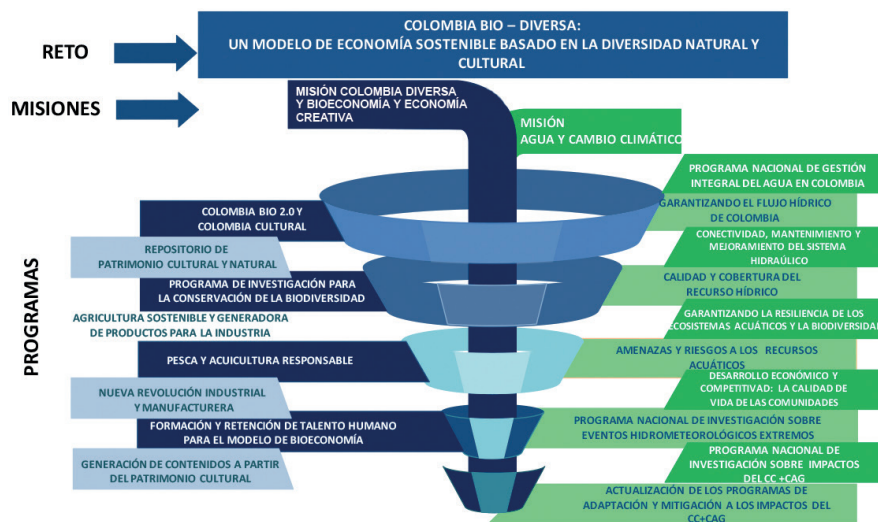 RETO
COLOMBIA BIO – DIVERSA:
UN MODELO DE ECONOMÍA SOSTENIBLE BASADO EN LA DIVERSIDAD NATURAL Y
CULTURAL
MISIONES
MISIÓN COLOMBIA DIVERSA
Y BIOECONOMÍA Y ECONOMÍA
CREATIVA
MISIÓN
AGUA Y CAMBIO CLIMÁTICO
PROGRAMAS
COLOMBIA BIO 2.0 Y
COLOMBIA CULTURAL
REPOSITORIO DE
PATRIMONIO CULTURAL Y NATURAL
PROGRAMA DE INVESTIGACIÓN PARA
LA CONSERVACIÓN DE LA BIODIVERSIDAD
AGRICULTURA SOSTENIBLE Y GENERADORA
DE PRODUCTOS PARA LA INDUSTRIA
PESCA Y ACUICULTURA RESPONSABLE
NUEVA REVOLUCIÓN INDUSTRIAL
Y MANUFACTURERA
FORMACIÓN Y RETENCIÓN DE TALENTO HUMANO
PARA EL MODELO DE BIOECONOMÍA
GENERACIÓN DE CONTENIDOS A PARTIR
DEL PATRIMONIO CULTURAL
PROGRAMA NACIONAL DE GESTIÓN
INTEGRAL DEL AGUA EN COLOMBIA
GARANTIZANDO EL FLUJO HÍDRICO
DE COLOMBIA
CONECTIVIDAD, MANTENIMIENTO Y
MEJORAMIENTO DEL SISTEMA
HIDRAÚLICO
CALIDAD Y COBERTURA DEL
RECURSO HÍDRICO
GARANTIZANDO LA RESILIENCIA DE LOS
ECOSISTEMAS ACUÁTICOS Y LA BIODIVERSIDAD
AMENAZAS Y RIESGOS A LOS RECURSOS
ACUÁTICOS
DESARROLLO ECONÓMICO Y
COMPETITIVAD: LA CALIDAD DE
VIDA DE LAS COMUNIDADES
PROGRAMA NACIONAL DE INVESTIGACIÓN SOBRE
EVENTOS HIDROMETEOROLÓGICOS EXTREMOS
PROGRAMA NACIONAL DE
INVESTIGACIÓN SOBRE IMPACTOS
DEL CC +CAG
ACTUALIZACIÓN DE LOS PROGRAMAS DE
ADAPTACIÓN Y MITIGACIÓN A LOS IMPACTOS DEL
CC+CAG